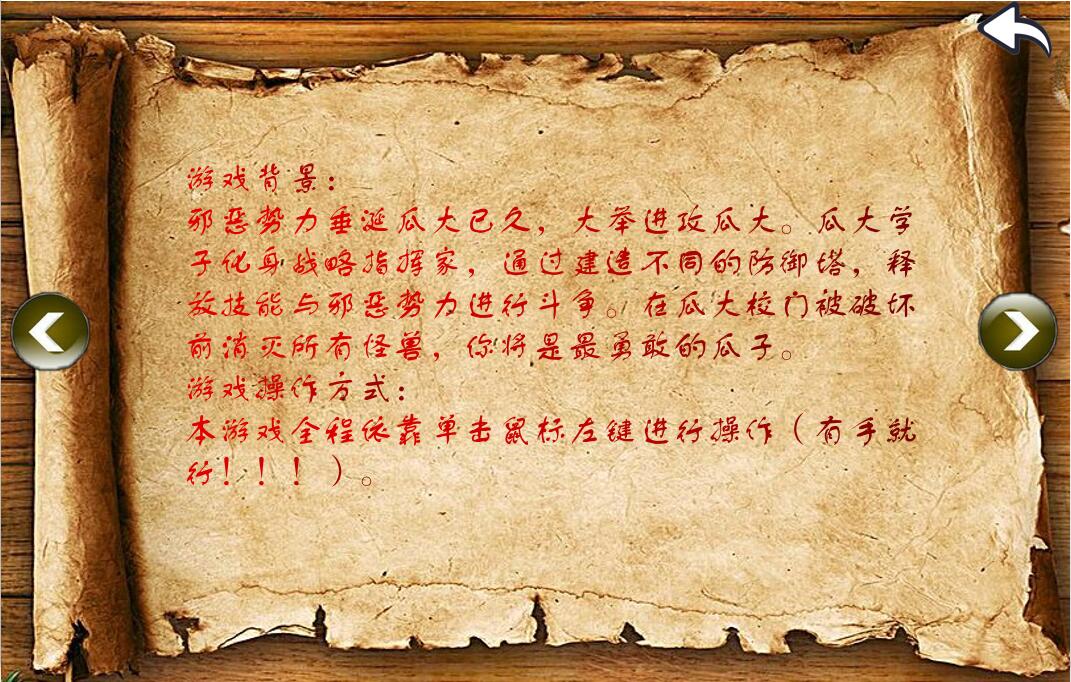 游戏背景：
邪恶势力垂涎瓜大已久，大举进攻瓜大。瓜大学
子化身战略指挥家，通过建造不同的防御塔，释
放技能与邪恶势力进行斗争。在瓜大校门被破坏
前消灭所有怪兽，你将是最勇敢的瓜子。
游戏操作方式：
本游戏全程依靠单击鼠标左键进行操作（有手就
行！！！）。